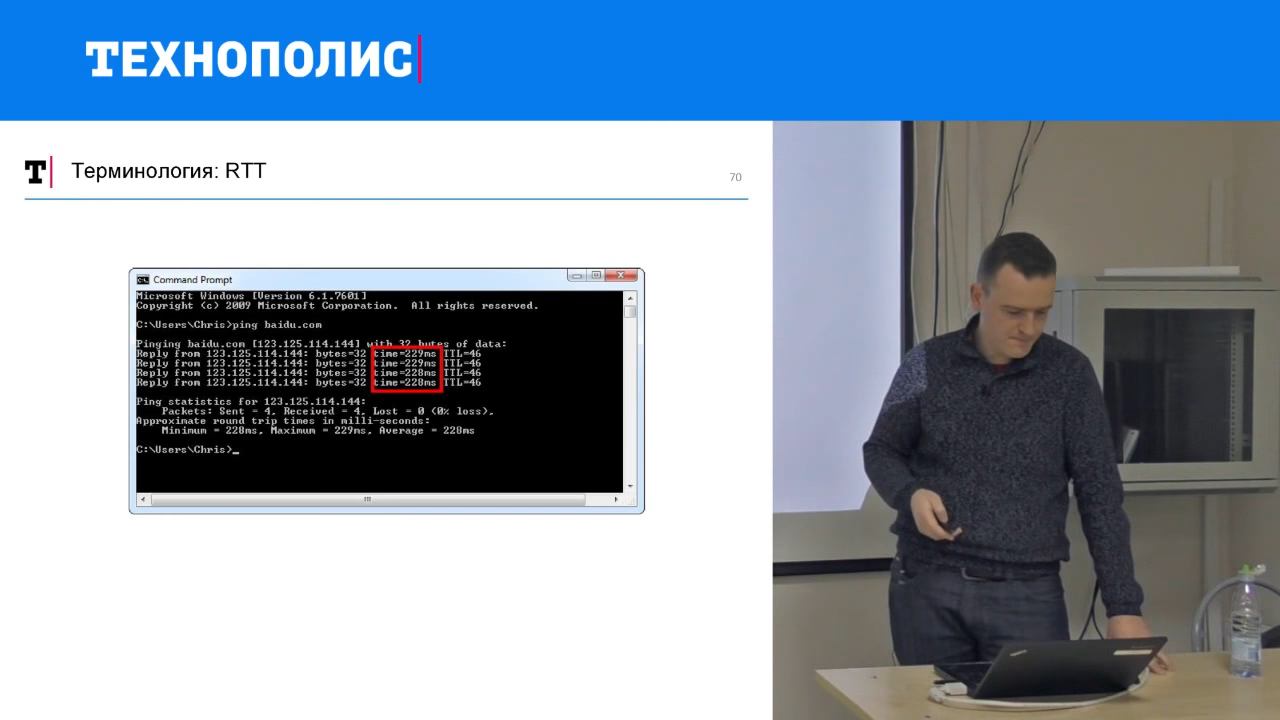 ТЕХНОПОЛИС
Т
Терминология: RTT
70
Command Prompt
Microsoft Windows [Version 6.1.7601]
Copyright (c) 2009 Microsoft Corporation. All rights reserved.
C:\Users\Chris>ping baidu.com
Pinging baidu.com [123.125.114.144] with 32 bytes of data:
Reply from 123.125.114.144: bytes=32 time=229ms TTL=46
Reply from 123.125.114.144: bytes=32 time=229ms TTL=46
Reply from 123.125.114.144: bytes=32 time=228ms TTL=46
Reply from 123.125.114.144: bytes=32 time=228ms TTL=46
Ping statistics for 123.125.114.144:
Packets: Sent = 4, Received = 4, Lost = 0 (0% loss),
Approximate round trip times in milli-seconds:
Minimum = 228ms, Maximum = 229ms, Average = 228ms
C:\Users\Chris>_